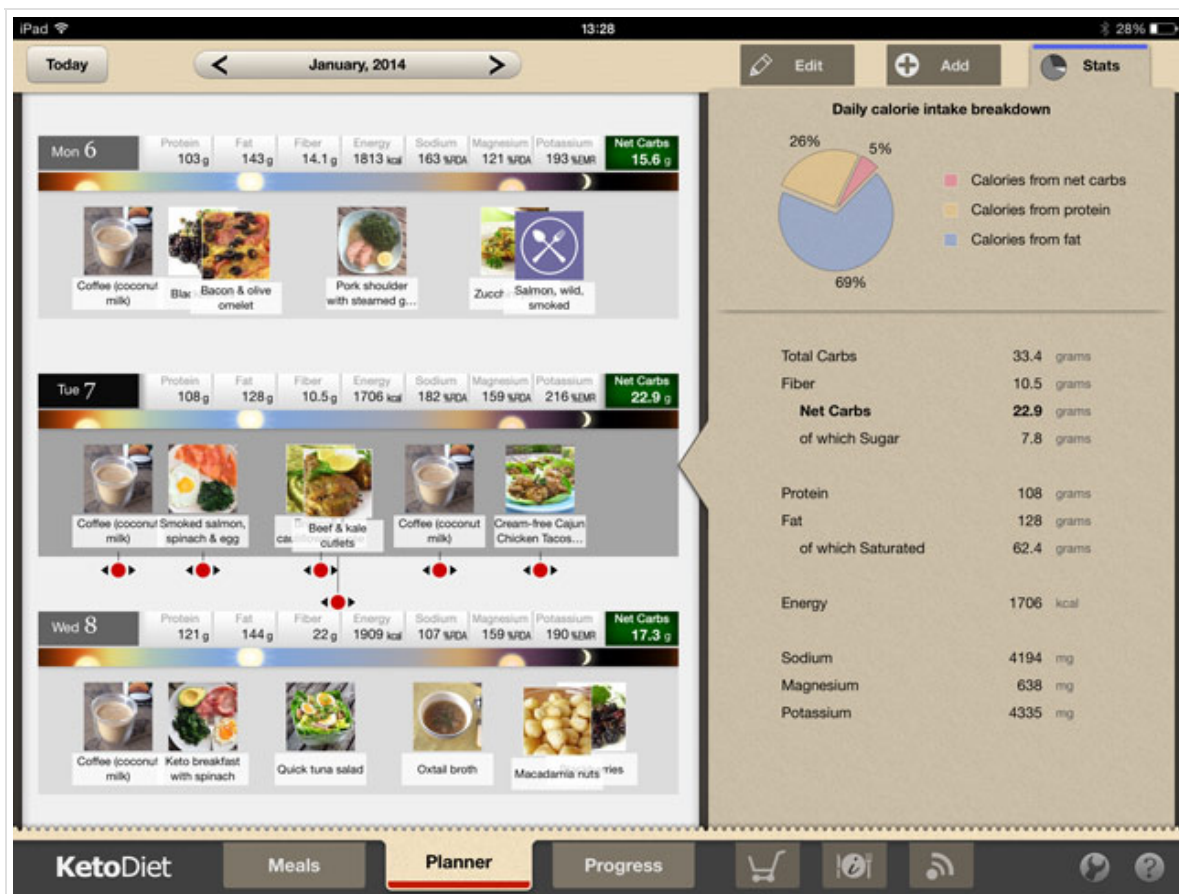 iPad 13:28 28%
Today < January, 2014 > Edit Add Stats
Mon 6
Protein Fat Fiber Energy Sodium Magnesium Potassium Net Carbs
103 g 143 g 14.1 g 1813 kcal 163 %RDA 121 %RDA 193 %EMR 15.6 g
Coffee (coconut
milk)
Bacon & olive
omelet
Pork shoulder
with steamed g...
Salmon, wild,
smoked
Tue 7
Protein Fat Fiber Energy Sodium Magnesium Potassium Net Carbs
108 g 128 g 10.5 g 1706 kcal 182 %RDA 159 %RDA 216 %EMR 22.9 g
Coffee (coconut
milk)
Smoked salmon,
spinach & egg
Beef & kale
cutlets
Coffee (coconut
milk)
Cream-free Cajun
Chicken Tacos...
Wed 8
Protein Fat Fiber Energy Sodium Magnesium Potassium Net Carbs
121 g 144 g 22 g 1909 kcal 107 %RDA 159 %RDA 190 %EMR 17.3 g
Coffee (coconut
milk)
Keto breakfast
with spinach
Quick tuna salad
Oxtail broth
Macadamia nuts
Daily calorie intake breakdown
26% 5%
69%
Calories from net carbs
Calories from protein
Calories from fat
Total Carbs 33.4 grams
Fiber 10.5 grams
Net Carbs 22.9 grams
of which Sugar 7.8 grams
Protein 108 grams
Fat 128 grams
of which Saturated 62.4 grams
Energy 1706 kcal
Sodium 4194 mg
Magnesium 638 mg
Potassium 4335 mg
KetoDiet Meals Planner Progress ?